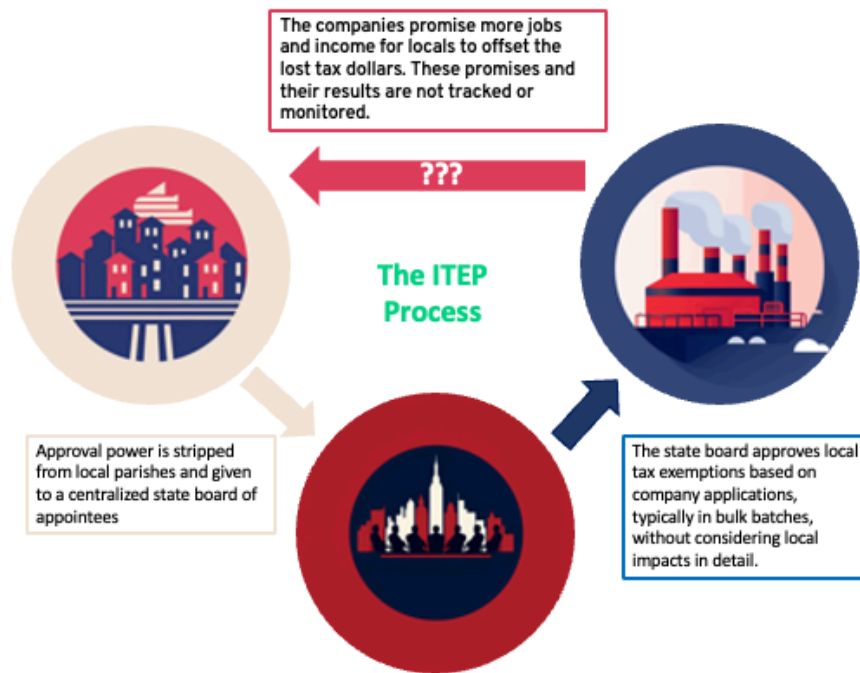 The companies promise more jobs
and income for locals to offset the
lost tax dollars. These promises and
their results are not tracked or
monitored.
???
The ITEP
Process
Approval power is stripped
from local parishes and given
to a centralized state board of
appointees
The state board approves local
tax exemptions based on
company applications,
typically in bulk batches,
without considering local
impacts in detail.